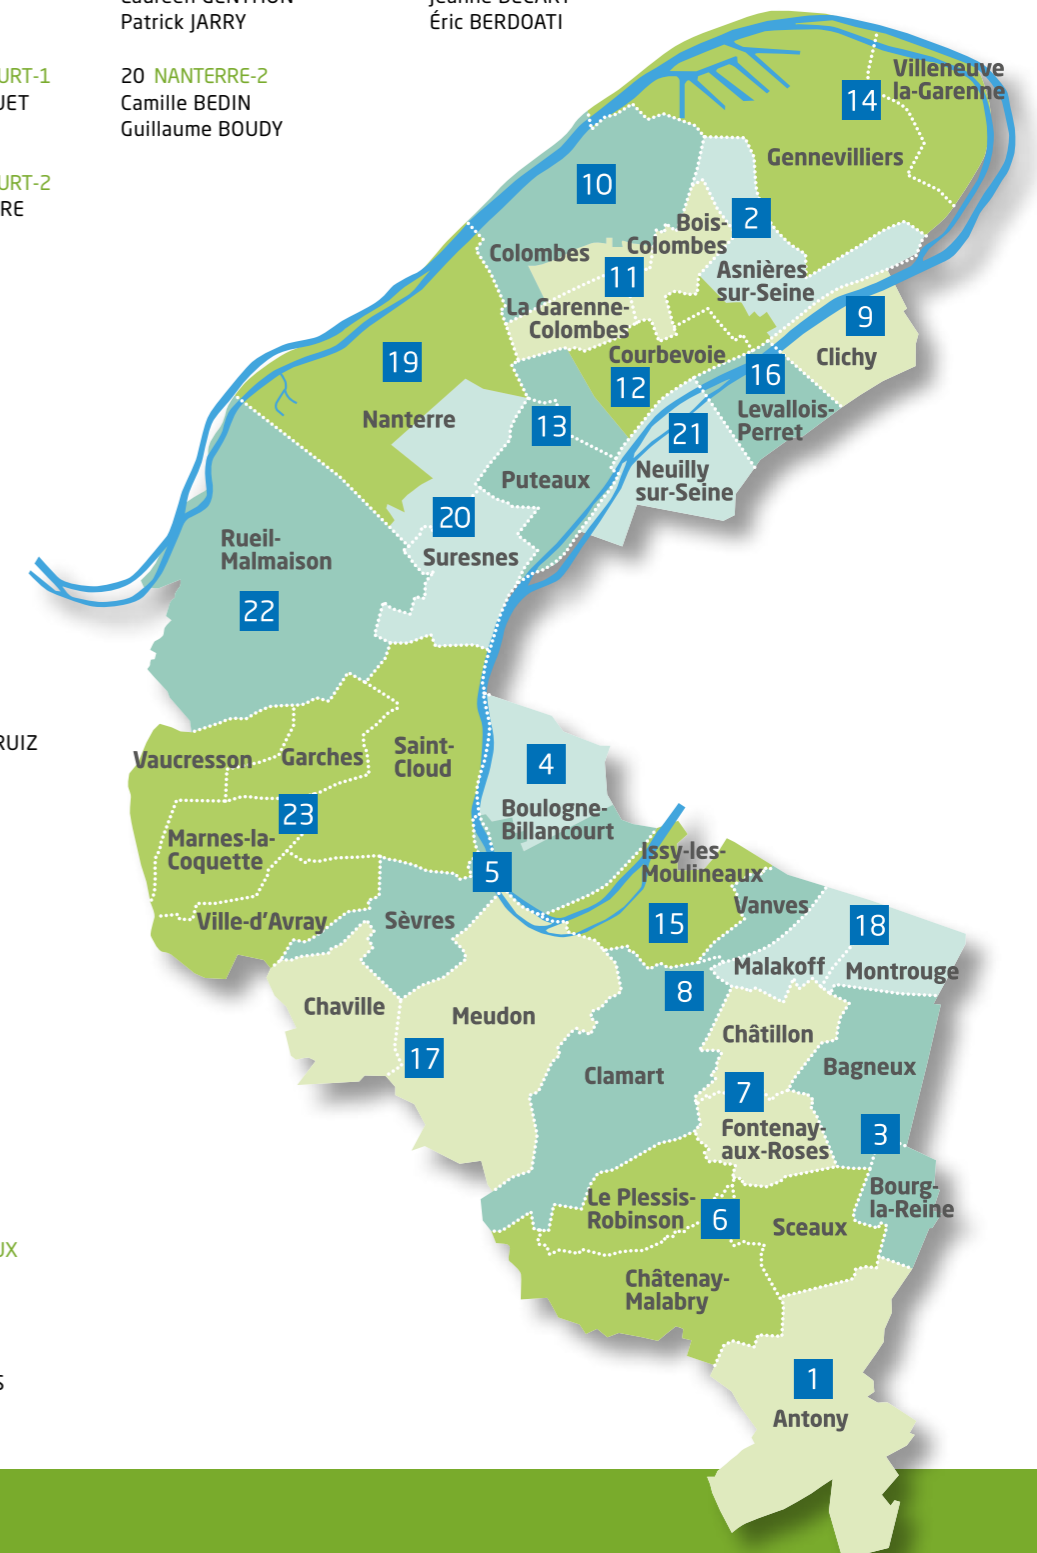 Patrick JARRY
Éric BERDOATI
URT-1
UET
20 NANTERRE-2
Camille BEDIN
Guillaume BOUDY
URT-2
RE
RUIZ
UX
S
Villeneuve
la-Garenne
14
Gennevilliers
10
2
Bois-
Colombes
Colombes
Asnières
sur-Seine
11
La Garenne-
Colombes
9
Clichy
19
Courbevoie
12
16
Levallois-
Perret
Nanterre
13
21
Puteaux
Neuilly
sur-Seine
20
Suresnes
Rueil-
Malmaison
22
Vaucresson
Garches
Saint-
Cloud
4
Boulogne-
Billancourt
23
Marnes-la-
Coquette
5
Issy-les-
Moulineaux
Ville-d'Avray
Sèvres
15
Vanves
18
Malakoff
Montrouge
8
Chaville
Meudon
17
Châtillon
Clamart
Bagneux
7
3
Fontenay-
aux-Roses
Bourg-
la-Reine
Le Plessis-
Robinson
6
Sceaux
Châtenay-
Malabry
1
Antony